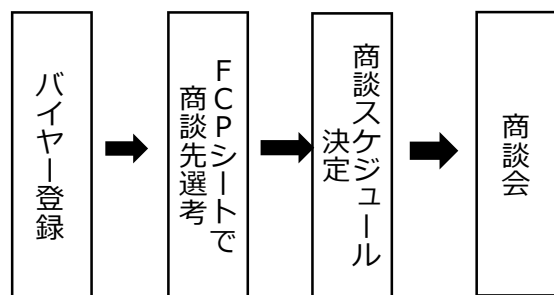 バイヤー登録
FCPシートで
商談先選考
商談スケジュール
決定
商談会